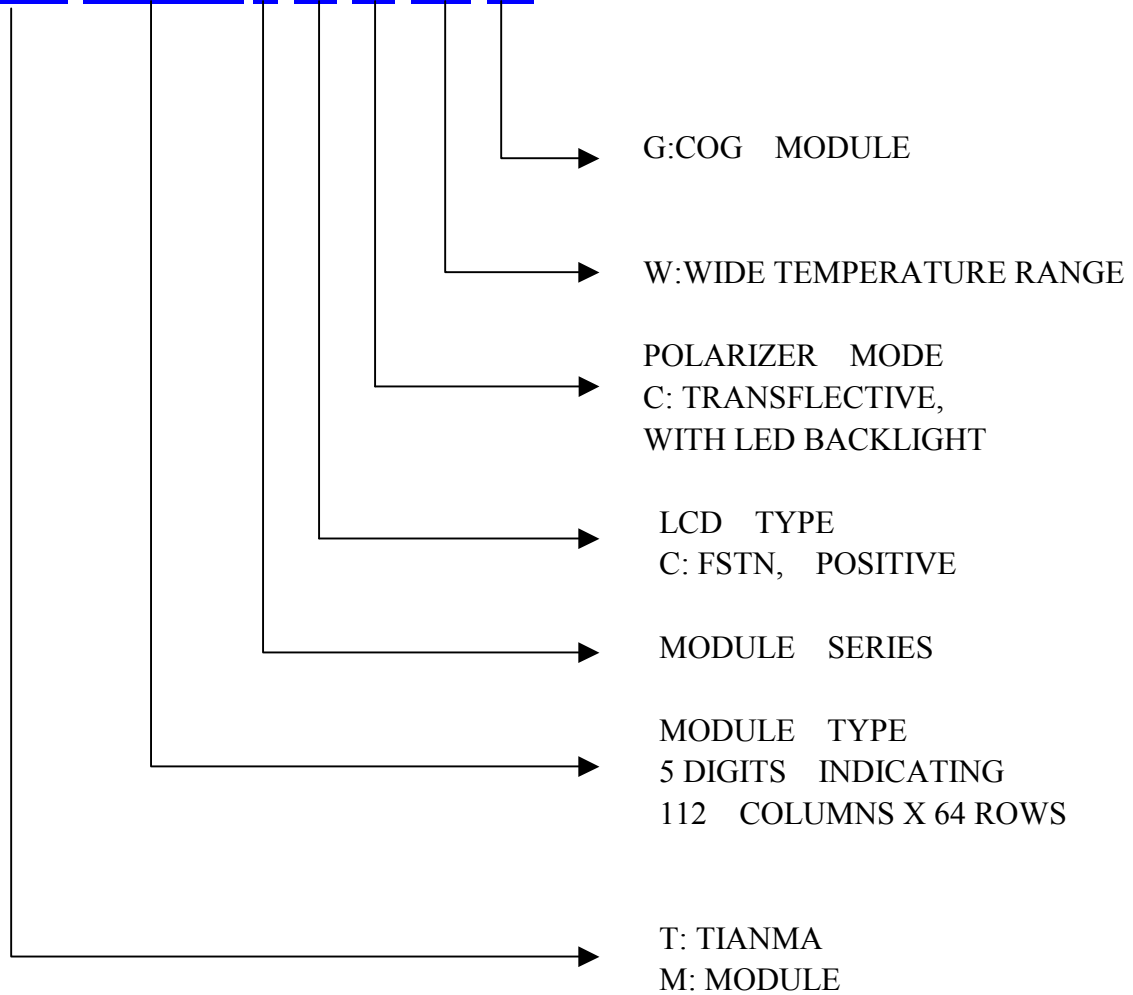 G:COG MODULE
W:WIDE TEMPERATURE RANGE
POLARIZER MODE
C: TRANSFLECTIVE,
WITH LED BACKLIGHT
LCD TYPE
C: FSTN, POSITIVE
MODULE SERIES
MODULE TYPE
5 DIGITS INDICATING
112 COLUMNS X 64 ROWS
T: TIANMA
M: MODULE